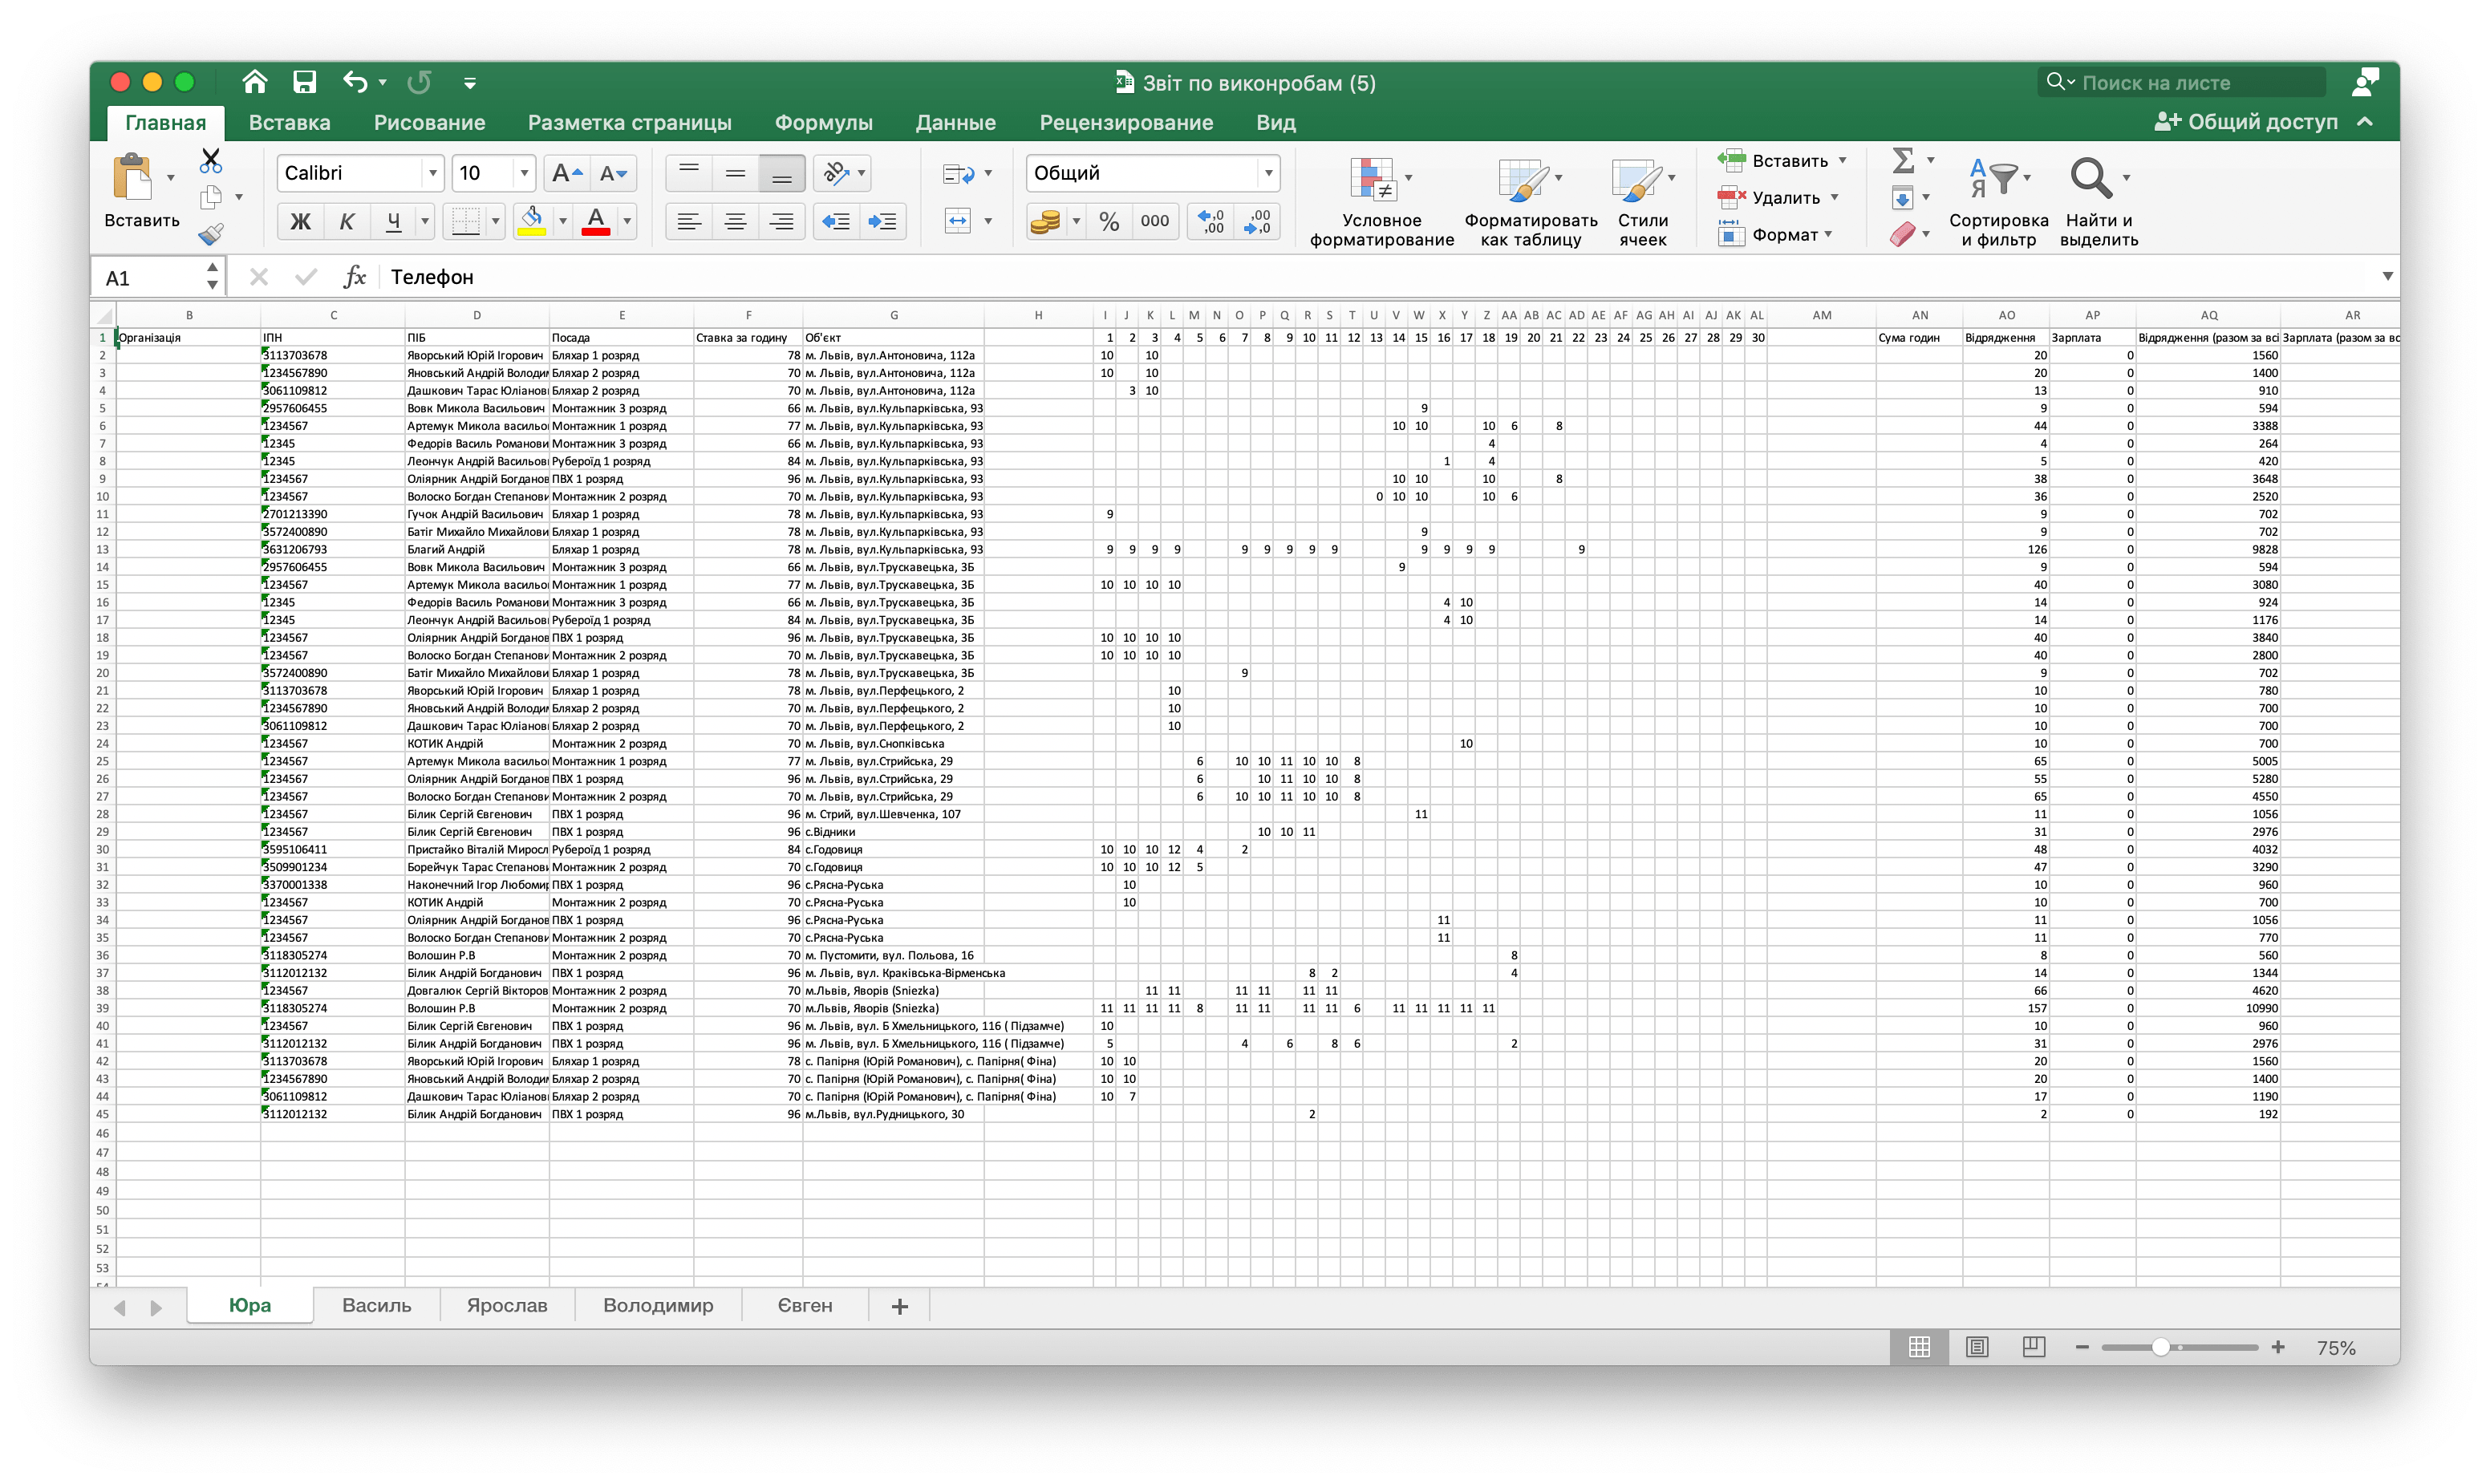 Звіт по виконробам (5)
Поиск на листе
Главная Вставка Рисование Разметка страницы Формулы Данные Рецензирование Вид Общий доступ
Вставить
Calibri 10
Ж К Ч
Общий
% 000
Условное форматирование
Форматировать как таблицу
Стили ячеек
Вставить
Удалить
Формат
Сортировка и фильтр
Найти и выделить
A1 fx Телефон
B C D E F G H I J K L M N O P Q R S T U V W X Y Z AA AB AC AD AE AF AG AH AI AJ AK AL AM AN AO AP AQ AR
1 Організація ІПН ПІБ Посада Ставка за годину Об'єкт 1 2 3 4 5 6 7 8 9 10 11 12 13 14 15 16 17 18 19 20 21 22 23 24 25 26 27 28 29 30 Сума годин Відрядження Зарплата Відрядження (разом за всі Зарплата (разом за вс
2 3113703678 Яворський Юрій Ігорович Бляхар 1 розряд 78 м. Львів, вул.Антоновича, 112а 10 10 20 0 1560
3 1234567890 Яновський Андрій Володим Бляхар 2 розряд 70 м. Львів, вул.Антоновича, 112а 10 10 20 0 1400
4 3061109812 Дашкович Тарас Юліанов Бляхар 2 розряд 70 м. Львів, вул.Антоновича, 112а 3 10 13 0 910
5 2957606455 Вовк Микола Васильович Монтажник 3 розряд 66 м. Львів, вул.Кульпарківська, 93 9 9 0 594
6 1234567 Артемук Микола васильо Монтажник 1 розряд 77 м. Львів, вул.Кульпарківська, 93 10 10 10 6 8 44 0 3388
7 12345 Федорів Василь Романови Монтажник 3 розряд 66 м. Львів, вул.Кульпарківська, 93 4 4 0 264
8 12345 Леончук Андрій Васильов Рубероїд 1 розряд 84 м. Львів, вул.Кульпарківська, 93 1 4 5 0 420
9 1234567 Оліярник Андрій Богданов ПВХ 1 розряд 96 м. Львів, вул.Кульпарківська, 93 10 10 10 8 38 0 3648
10 1234567 Волоско Богдан Степанови Монтажник 2 розряд 70 м. Львів, вул.Кульпарківська, 93 0 10 10 10 6 36 0 2520
11 2701213390 Гучок Андрій Васильович Бляхар 1 розряд 78 м. Львів, вул.Кульпарківська, 93 9 9 0 702
12 3572400890 Батіг Михайло Михайлови Бляхар 1 розряд 78 м. Львів, вул.Кульпарківська, 93 9 9 0 702
13 3631206793 Благий Андрій Бляхар 1 розряд 78 м. Львів, вул.Кульпарківська, 93 9 9 9 9 9 9 9 9 9 9 9 9 9 9 126 0 9828
14 2957606455 Вовк Микола Васильович Монтажник 3 розряд 66 м. Львів, вул.Трускавецька, 3Б 9 9 0 594
15 1234567 Артемук Микола васильо Монтажник 1 розряд 77 м. Львів, вул.Трускавецька, 3Б 10 10 10 10 40 0 3080
16 12345 Федорів Василь Романови Монтажник 3 розряд 66 м. Львів, вул.Трускавецька, 3Б 4 10 14 0 924
17 12345 Леончук Андрій Васильов Рубероїд 1 розряд 84 м. Львів, вул.Трускавецька, 3Б 4 10 14 0 1176
18 1234567 Оліярник Андрій Богданов ПВХ 1 розряд 96 м. Львів, вул.Трускавецька, 3Б 10 10 10 10 40 0 3840
19 1234567 Волоско Богдан Степанови Монтажник 2 розряд 70 м. Львів, вул.Трускавецька, 3Б 10 10 10 10 40 0 2800
20 3572400890 Батіг Михайло Михайлови Бляхар 1 розряд 78 м. Львів, вул.Трускавецька, 3Б 9 9 0 702
21 3113703678 Яворський Юрій Ігорович Бляхар 1 розряд 78 м. Львів, вул.Перфецького, 2 10 10 0 780
22 1234567890 Яновський Андрій Володим Бляхар 2 розряд 70 м. Львів, вул.Перфецького, 2 10 10 0 700
23 3061109812 Дашкович Тарас Юліанов Бляхар 2 розряд 70 м. Львів, вул.Перфецького, 2 10 10 0 700
24 1234567 КОТИК Андрій Монтажник 2 розряд 70 м. Львів, вул.Снопківська 10 10 0 700
25 1234567 Артемук Микола васильо Монтажник 1 розряд 77 м. Львів, вул.Стрийська, 29 6 10 10 11 10 10 8 65 0 5005
26 1234567 Оліярник Андрій Богданов ПВХ 1 розряд 96 м. Львів, вул.Стрийська, 29 6 10 11 10 10 8 55 0 5280
27 1234567 Волоско Богдан Степанови Монтажник 2 розряд 70 м. Львів, вул.Стрийська, 29 6 10 10 11 10 10 8 65 0 4550
28 1234567 Білик Сергій Євгенович ПВХ 1 розряд 96 м. Стрий, вул.Шевченка, 107 11 11 0 1056
29 1234567 Білик Сергій Євгенович ПВХ 1 розряд 96 с.Відники 10 10 11 31 0 2976
30 3595106411 Пристайко Віталій Миросл Рубероїд 1 розряд 84 с.Годовиця 10 10 10 12 4 2 48 0 4032
31 3509901234 Борейчук Тарас Степанов Монтажник 2 розряд 70 с.Годовиця 10 10 10 12 5 47 0 3290
32 3370001338 Наконечний Ігор Любомир ПВХ 1 розряд 96 с.Рясна-Руська 10 10 0 960
33 1234567 КОТИК Андрій Монтажник 2 розряд 70 с.Рясна-Руська 10 10 0 700
34 1234567 Оліярник Андрій Богданов ПВХ 1 розряд 96 с.Рясна-Руська 11 11 0 1056
35 1234567 Волоско Богдан Степанови Монтажник 2 розряд 70 с.Рясна-Руська 11 11 0 770
36 3118305274 Волошин Р.В Монтажник 2 розряд 70 м. Пустомити, вул. Польова, 16 8 8 0 560
37 3112012132 Білик Андрій Богданович ПВХ 1 розряд 96 м. Львів, вул. Краківська-Вірменська 8 2 4 14 0 1344
38 1234567 Довгалюк Сергій Вікторов Монтажник 2 розряд 70 м.Львів, Яворів (Sniezka) 11 11 11 11 11 11 66 0 4620
39 3118305274 Волошин Р.В Монтажник 2 розряд 70 м.Львів, Яворів (Sniezka) 11 11 11 11 8 11 11 11 11 6 11 11 11 11 11 157 0 10990
40 1234567 Білик Сергій Євгенович ПВХ 1 розряд 96 м. Львів, вул. Б Хмельницького, 116 ( Підзамче) 10 10 0 960
41 3112012132 Білик Андрій Богданович ПВХ 1 розряд 96 м. Львів, вул. Б Хмельницького, 116 ( Підзамче) 5 4 6 8 6 2 31 0 2976
42 3113703678 Яворський Юрій Ігорович Бляхар 1 розряд 78 с. Папірня (Юрій Романович), с. Папірня( Фіна) 10 10 20 0 1560
43 1234567890 Яновський Андрій Володим Бляхар 2 розряд 70 с. Папірня (Юрій Романович), с. Папірня( Фіна) 10 10 20 0 1400
44 3061109812 Дашкович Тарас Юліанов Бляхар 2 розряд 70 с. Папірня (Юрій Романович), с. Папірня( Фіна) 10 7 17 0 1190
45 3112012132 Білик Андрій Богданович ПВХ 1 розряд 96 м.Львів, вул.Рудницького, 30 2 2 0 192
46
47
48
49
50
51
52
53
54
Юра Василь Ярослав Володимир Євген
75%